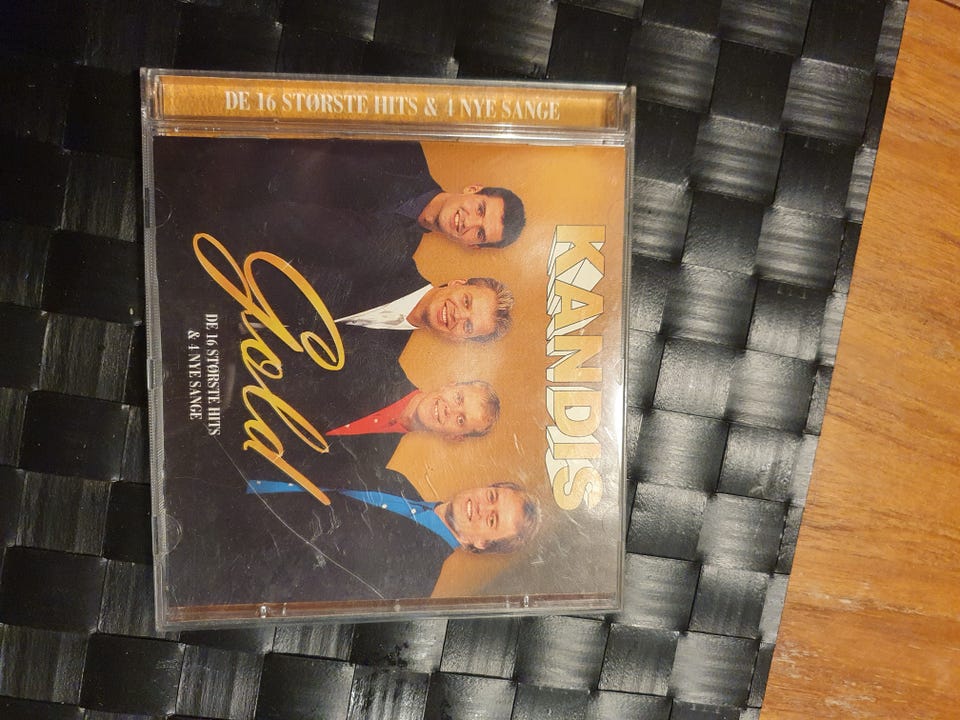 DE 16 STØRSTE HITS & 4 NYE SANGE
KANDIS
Gold
DE 16 STØRSTE HITS
& 4 NYE SANGE